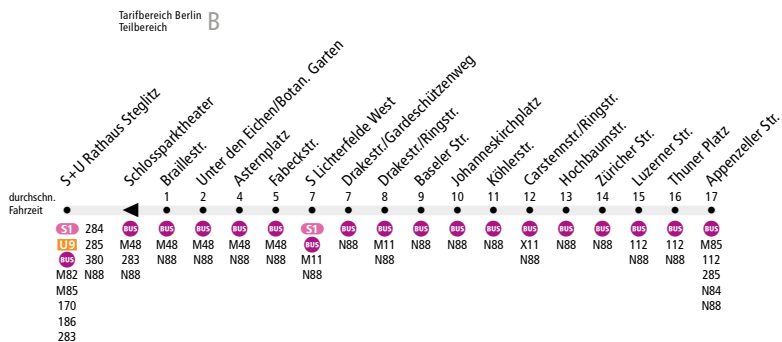 Tarifbereich Berlin B
Teilbereich
S+U Rathaus Steglitz
Schlossparktheater
Braillestr.
Unter den Eichen/Botan. Garten
Asternplatz
Fabeckstr.
S Lichterfelde West
Drakestr./Gardeschützenweg
Drakestr./Ringstr.
Baseler Str.
Johanneskirchplatz
Köhlerstr.
Carstennstr./Ringstr.
Hochbaumstr.
Züricher Str.
Luzerner Str.
Thuner Platz
Appenzeller Str.
durchschn. 1 2 4 5 7 7 8 9 10 11 12 13 14 15 16 17
Fahrzeit
S1 284 BUS BUS BUS BUS BUS S1 BUS BUS BUS BUS BUS BUS BUS BUS BUS BUS BUS
U9 285 M48 M48 M48 M48 M48 BUS N88 M11 N88 N88 N88 X11 N88 N88 112 112 M85
BUS 380 283 N88 N88 N88 N88 M11 N88 N88 N88 N88 112
M82 N88 N88 N88 285
M85 N84
170 N88
186
283